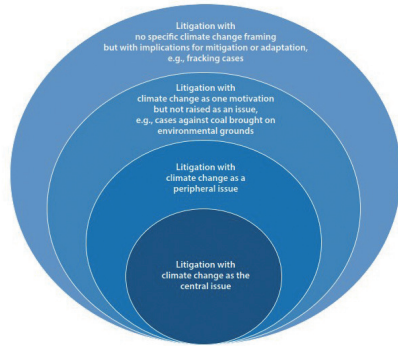 Litigation with
no specific climate change framing
but with implications for mitigation or adaptation,
e.g., fracking cases
Litigation with
climate change as one motivation
but not raised as an issue,
e.g., cases against coal brought on
environmental grounds
Litigation with
climate change as a
peripheral issue
Litigation with
climate change as the
central issue